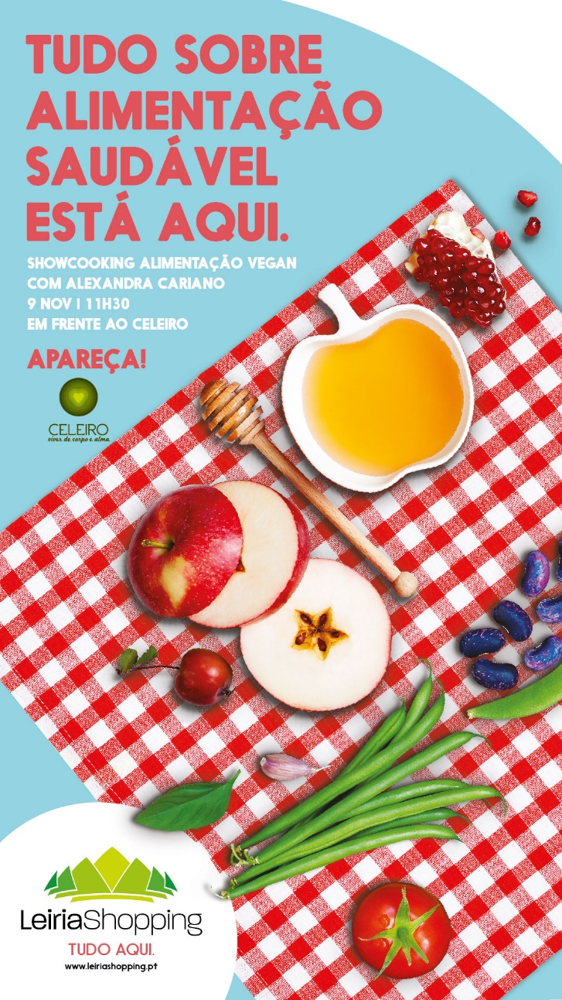 TUDO SOBRE
ALIMENTAÇÃO
SAUDÁVEL
ESTÁ AQUI.
SHOWCOOKING ALIMENTAÇÃO VEGAN
COM ALEXANDRA CARIANO
9 NOV | 11H30
EM FRENTE AO CELEIRO
APAREÇA!
CELEIRO
viver de corpo e alma
LeiriaShopping
TUDO AQUI.
www.leiriashopping.pt